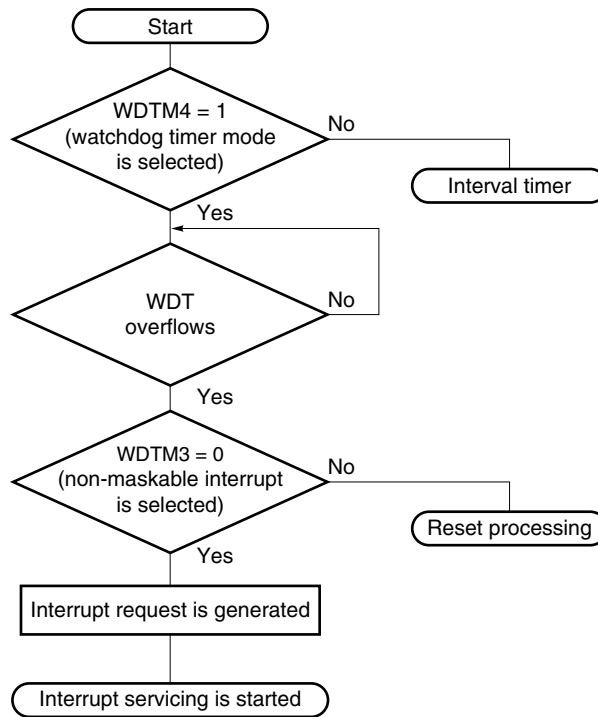 Start
WDTM4 = 1
(watchdog timer mode
is selected)
No
Interval timer
Yes
WDT
overflows
No
Yes
WDTM3 = 0
(non-maskable interrupt
is selected)
No
Reset processing
Yes
Interrupt request is generated
Interrupt servicing is started